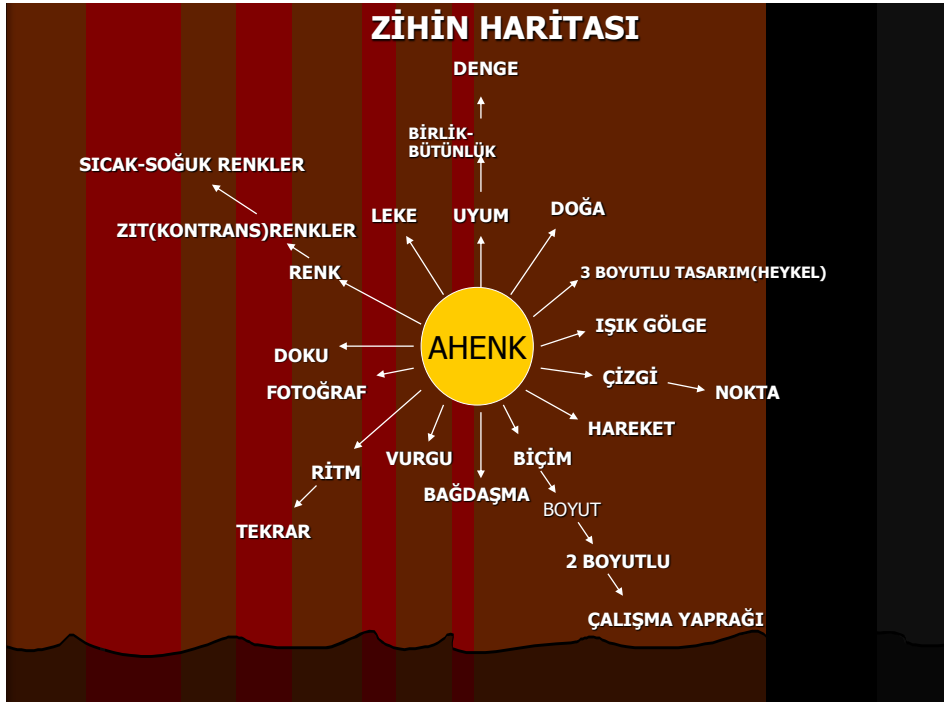 ZİHİN HARİTASI
DENGE
BİRLİK-
BÜTÜNLÜK
SICAK-SOĞUK RENKLER
ZIT(KONTRANS)RENKLER
LEKE
UYUM
DOĞA
RENK
3 BOYUTLU TASARIM(HEYKEL)
IŞIK GÖLGE
AHENK
DOKU
ÇİZGİ
FOTOĞRAF
NOKTA
HAREKET
VURGU
BİÇİM
RİTM
BAĞDAŞMA
BOYUT
TEKRAR
2 BOYUTLU
ÇALIŞMA YAPRAĞI